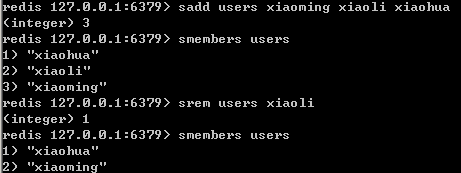 redis 127.0.0.1:6379> sadd users xiaoming xiaoli xiaohua
(integer) 3
redis 127.0.0.1:6379> smembers users
1) "xiaohua"
2) "xiaoli"
3) "xiaoming"
redis 127.0.0.1:6379> srem users xiaoli
(integer) 1
redis 127.0.0.1:6379> smembers users
1) "xiaohua"
2) "xiaoming"